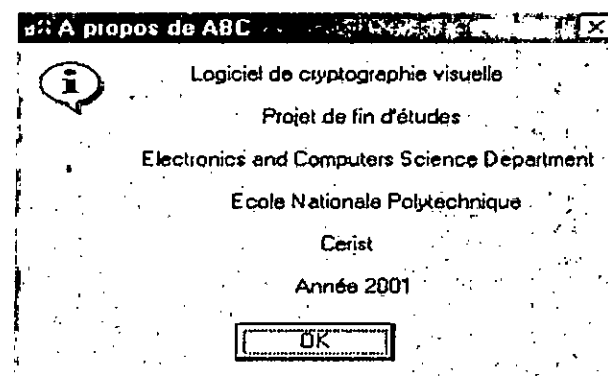 A propos de ABC
Logiciel de cryptographie visuelle
Projet de fin d'études
Electronics and Computers Science Department
Ecole Nationale Polytechnique
Cerist
Année 2001
OK